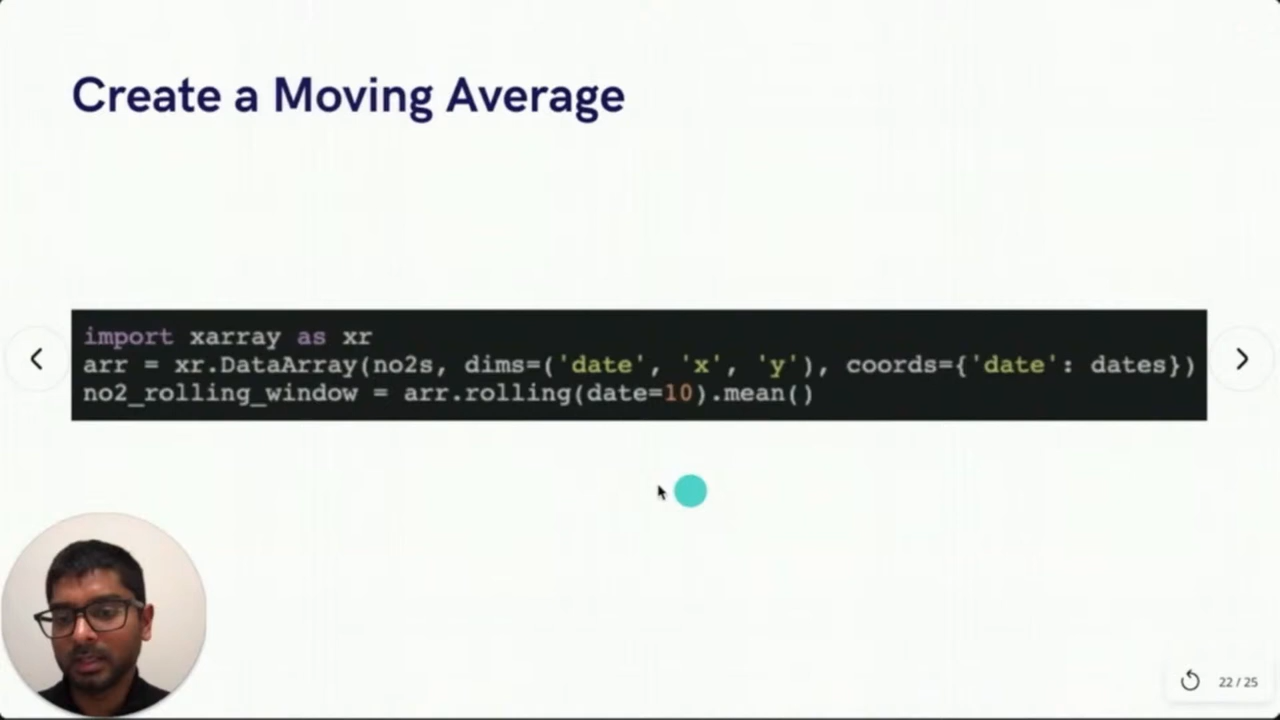 Create a Moving Average
import xarray as xr
arr = xr.DataArray(no2s, dims=('date', 'x', 'y'), coords={'date': dates})
no2_rolling_window = arr.rolling(date=10).mean()
22 / 25